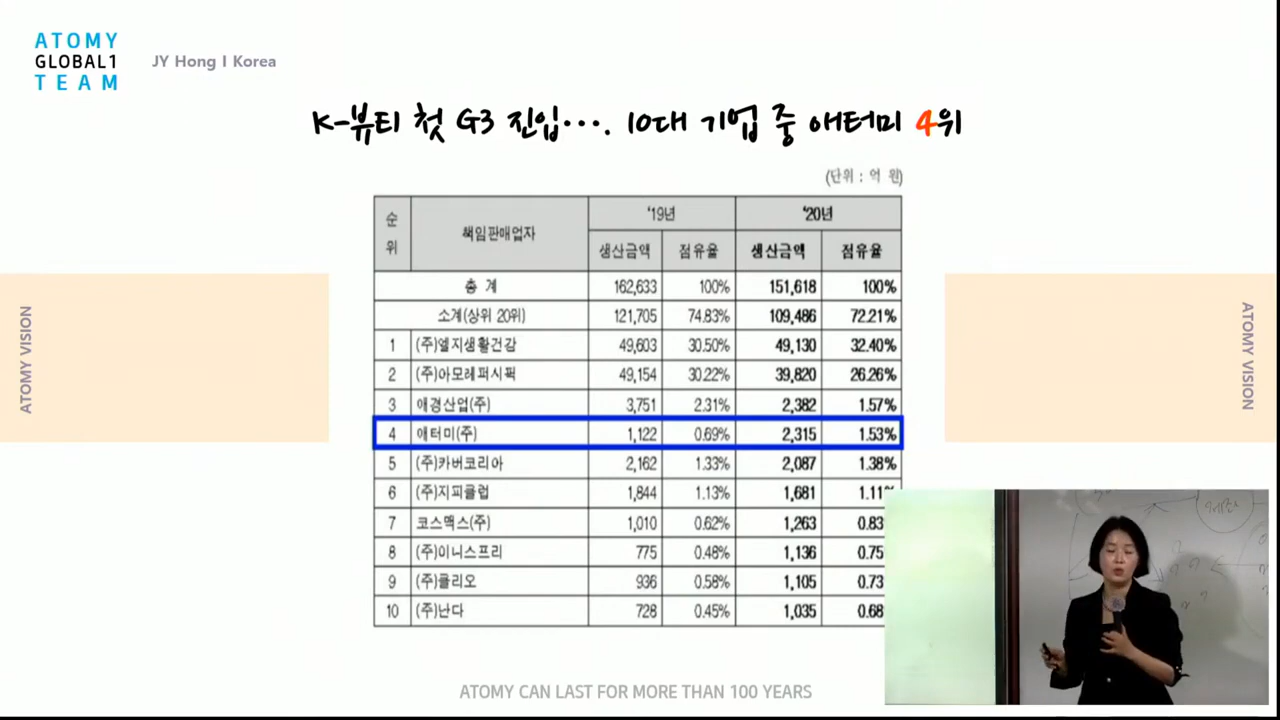 ATOMY
GLOBAL1
TEAM
JY Hong I Korea
K-뷰티 첫 G3 진입···. 10대 기업 중 애터미 4위
(단위 : 억 원)
순위 책임판매업자 '19년 '20년
생산금액 점유율 생산금액 점유율
총 계 162,633 100% 151,618 100%
소계(상위 20위) 121,705 74.83% 109,486 72.21%
1 (주)엘지생활건강 49,603 30.50% 49,130 32.40%
2 (주)아모레퍼시픽 49,154 30.22% 39,820 26.26%
3 애경산업(주) 3,751 2.31% 2,382 1.57%
4 애터미(주) 1,122 0.69% 2,315 1.53%
5 (주)카버코리아 2,162 1.33% 2,087 1.38%
6 (주)지피클럽 1,844 1.13% 1,681 1.11%
7 코스맥스(주) 1,010 0.62% 1,263 0.83
8 (주)이니스프리 775 0.48% 1,136 0.75
9 (주)클리오 936 0.58% 1,105 0.73
10 (주)난다 728 0.45% 1,035 0.68
ATOMY VISION
ATOMY VISION
ATOMY CAN LAST FOR MORE THAN 100 YEARS